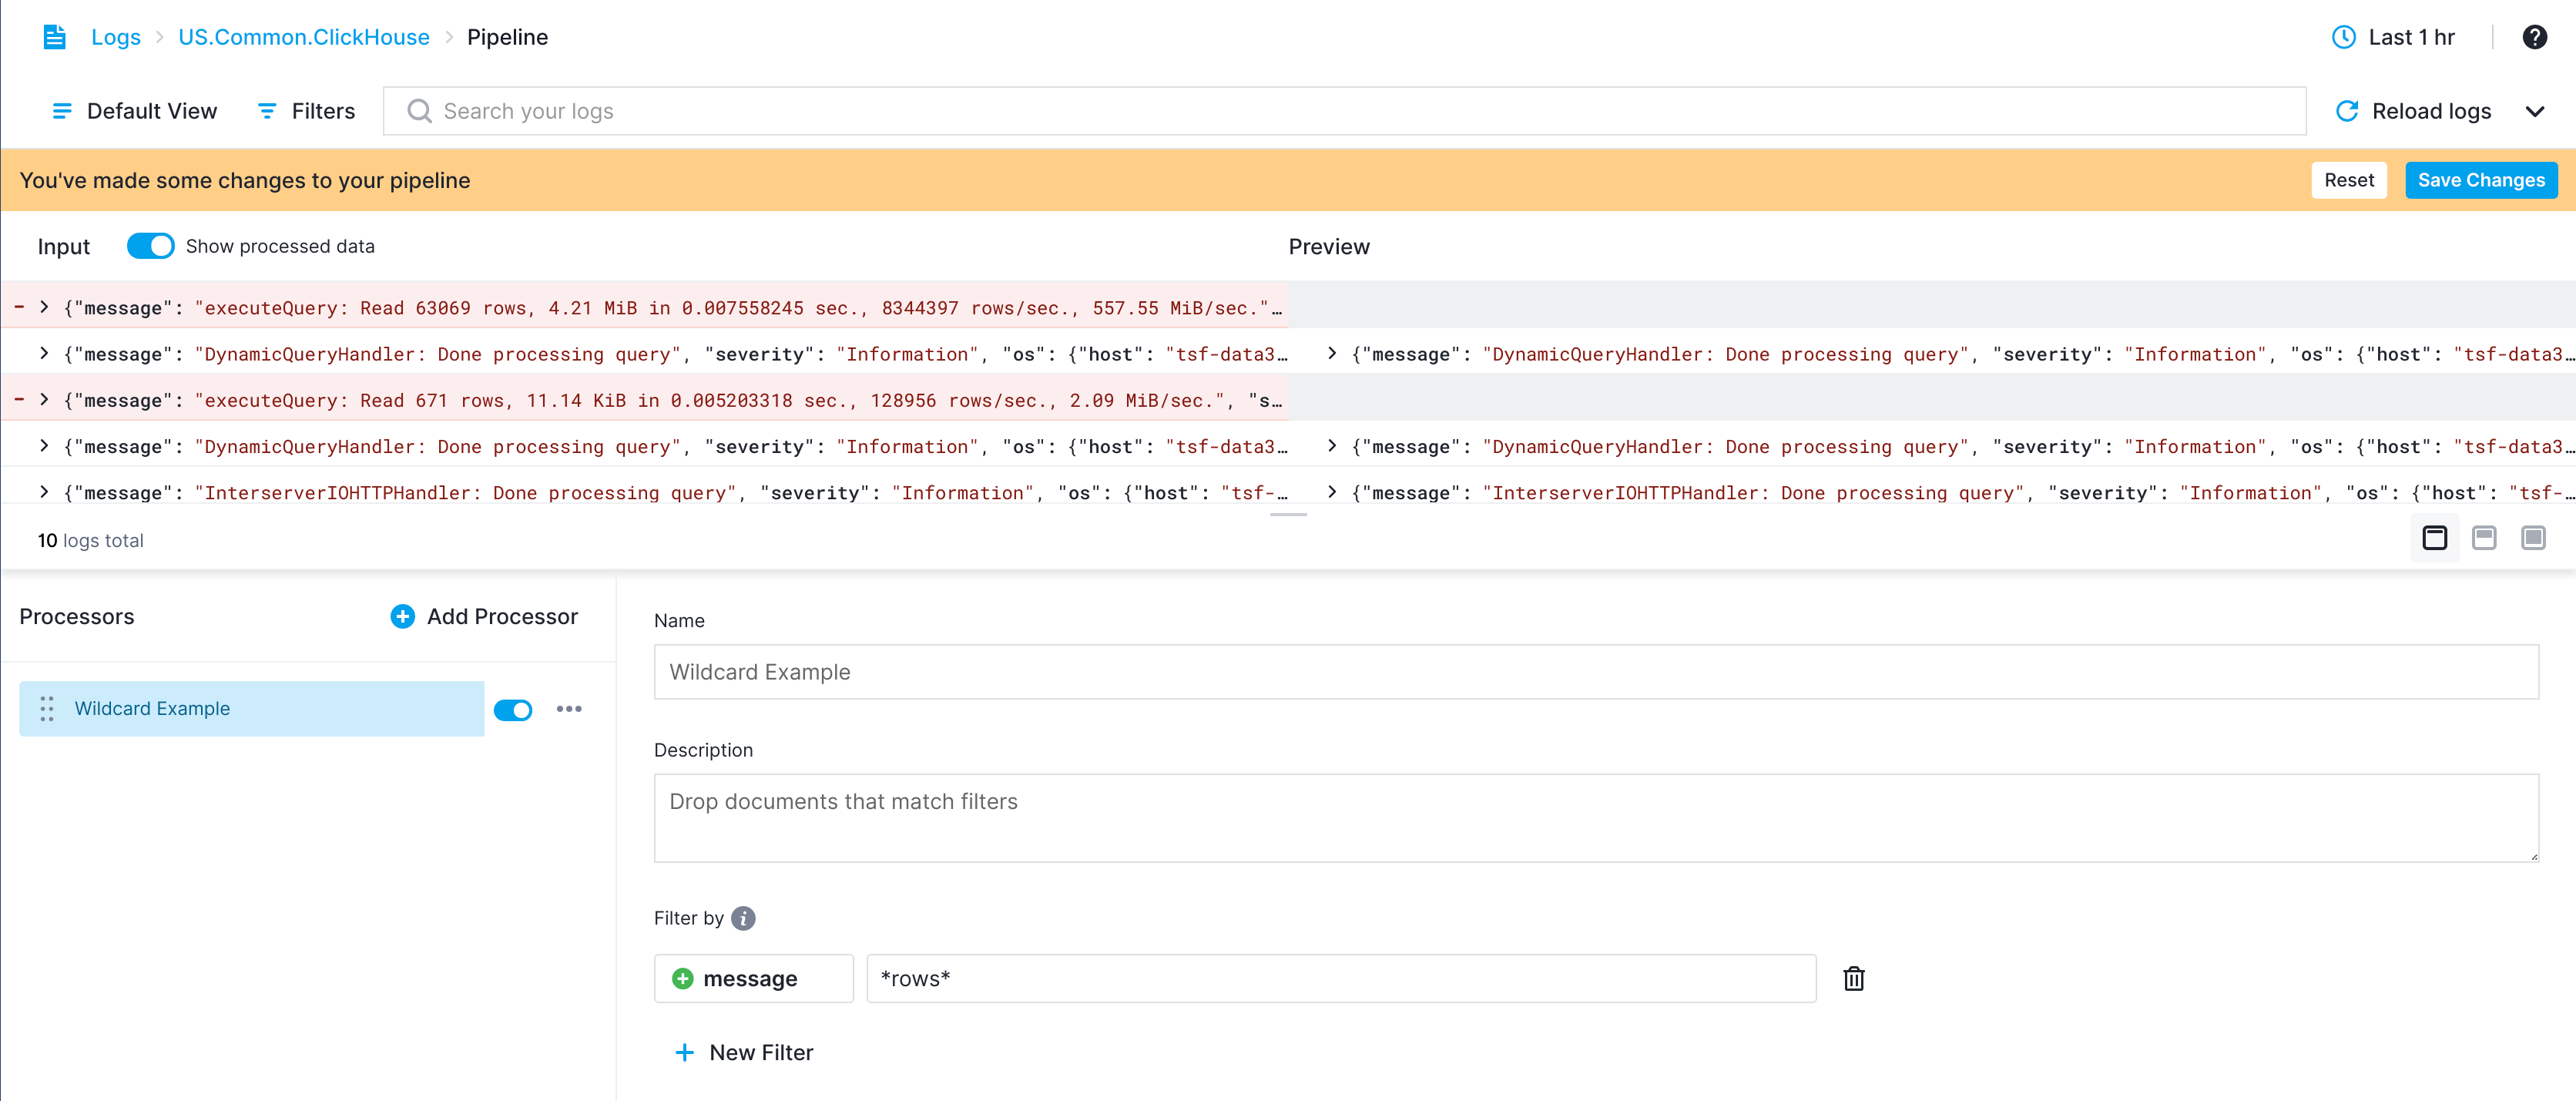 Logs > US.Common.ClickHouse > Pipeline
Last 1 hr
?
Default View
Filters
Search your logs
Reload logs
You've made some changes to your pipeline
Reset
Save Changes
Input
Show processed data
Preview
- > {"message": "executeQuery: Read 63069 rows, 4.21 MiB in 0.007558245 sec., 8344397 rows/sec., 557.55 MiB/sec."…
> {"message": "DynamicQueryHandler: Done processing query", "severity": "Information", "os": {"host": "tsf-data3…
> {"message": "DynamicQueryHandler: Done processing query", "severity": "Information", "os": {"host": "tsf-data3…
- > {"message": "executeQuery: Read 671 rows, 11.14 KiB in 0.005203318 sec., 128956 rows/sec., 2.09 MiB/sec.", "s…
> {"message": "DynamicQueryHandler: Done processing query", "severity": "Information", "os": {"host": "tsf-data3…
> {"message": "DynamicQueryHandler: Done processing query", "severity": "Information", "os": {"host": "tsf-data3…
> {"message": "InterserverIOHTTPHandler: Done processing query", "severity": "Information", "os": {"host": "tsf-…
> {"message": "InterserverIOHTTPHandler: Done processing query", "severity": "Information", "os": {"host": "tsf-…
10 logs total
Processors
Add Processor
Wildcard Example
Name
Wildcard Example
Description
Drop documents that match filters
Filter by i
message
*rows*
+ New Filter